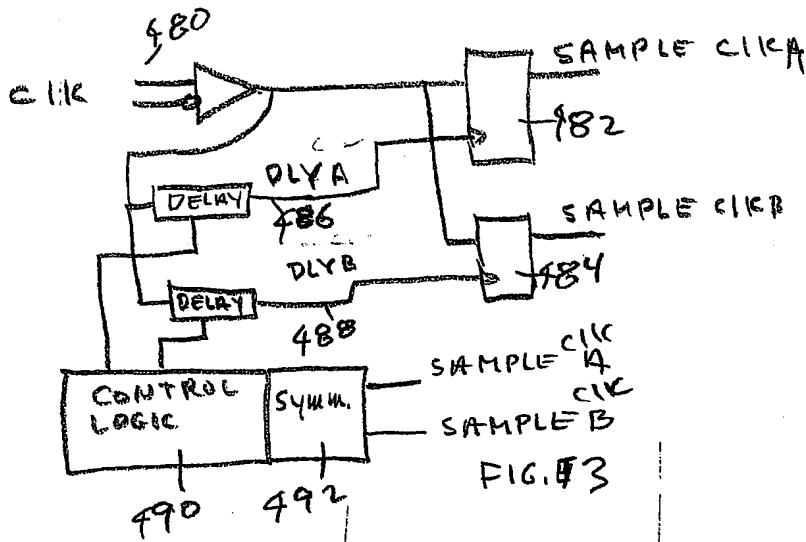 480
ClK
SAMPLE ClKA
482
DLYA
DELAY
486
SAMPLE ClKB
484
DLYB
DELAY
488
CONTROL
LOGIC
Symm.
SAMPLE ClK A
SAMPLE ClK B
490
492
FIG. 3